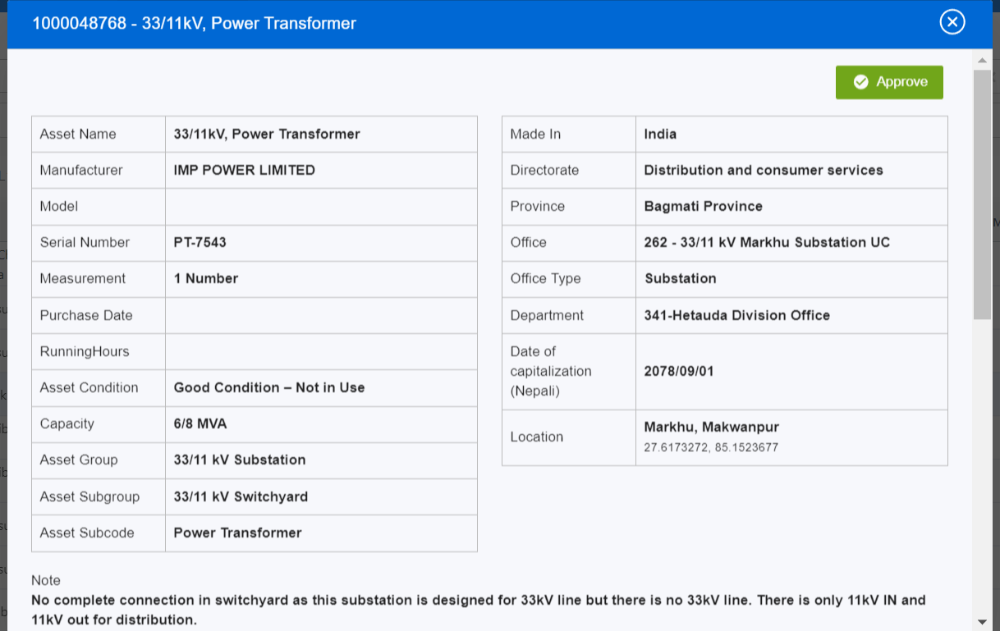 1000048768 - 33/11kV, Power Transformer
Approve
Asset Name 33/11kV, Power Transformer
Manufacturer IMP POWER LIMITED
Model
Serial Number PT-7543
Measurement 1 Number
Purchase Date
RunningHours
Asset Condition Good Condition – Not in Use
Capacity 6/8 MVA
Asset Group 33/11 kV Substation
Asset Subgroup 33/11 kV Switchyard
Asset Subcode Power Transformer
Made In India
Directorate Distribution and consumer services
Province Bagmati Province
Office 262 - 33/11 kV Markhu Substation UC
Office Type Substation
Department 341-Hetauda Division Office
Date of
capitalization
(Nepali)
2078/09/01
Location
Markhu, Makwanpur
27.6173272, 85.1523677
Note
No complete connection in switchyard as this substation is designed for 33kV line but there is no 33kV line. There is only 11kV IN and
11kV out for distribution.